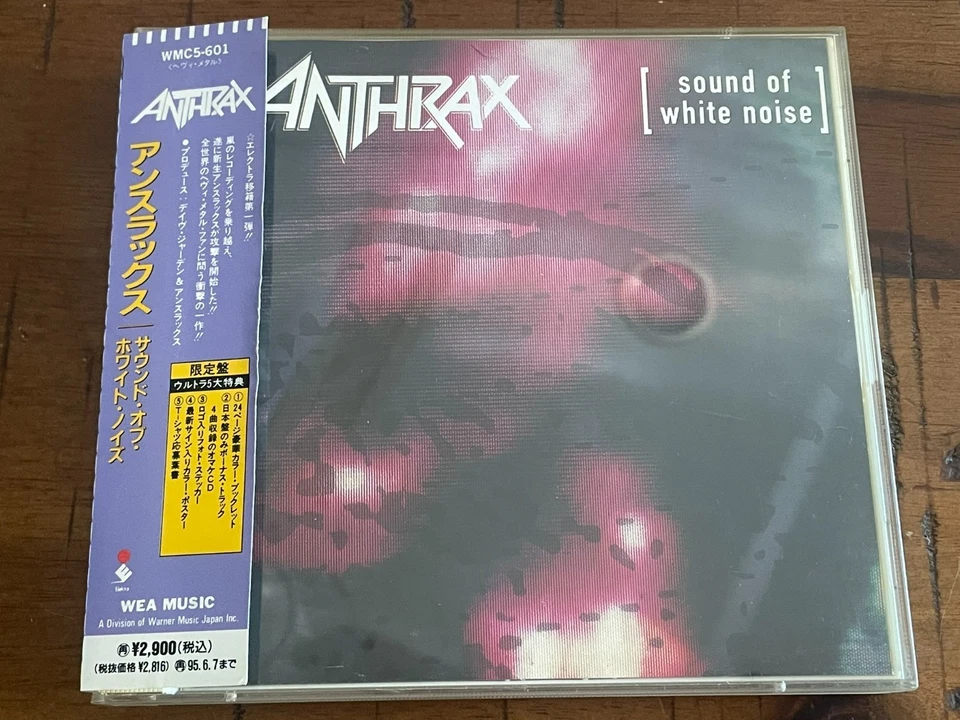 WMC5-601
〈ヘヴィ・メタル〉
ANTHRAX
アンスラックス
サウンド・オブ・
ホワイト・ノイズ
☆エレクトラ移籍第一弾!!
嵐のレコーディングを乗り越え、
遂に新生アンスラックスが攻撃を開始した!!
全世界のヘヴィ・メタル・ファンに問う衝撃の一作!!
●プロデュース:デイヴ・ジャーデン&アンスラックス
限定盤
ウルトラ5大特典
①24ページ豪華カラー・ブックレット
②日本盤のみボーナス・トラック
4曲収録のオマケCD
③ロゴ入りフォト・ステッカー
④最新サイン入りカラー・ポスター
⑤T-シャツ応募葉書
WEA MUSIC
A Division of Warner Music Japan Inc.
再¥2,900(税込)
(税抜価格¥2,816) 再95.6.7まで
ANTHRAX
[ sound of
white noise ]